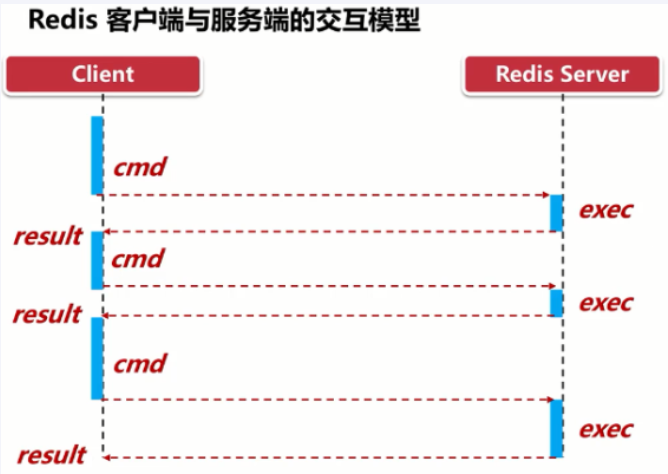 Redis 客户端与服务端的交互模型
Client
Redis Server
cmd
exec
result
cmd
exec
result
cmd
exec
result